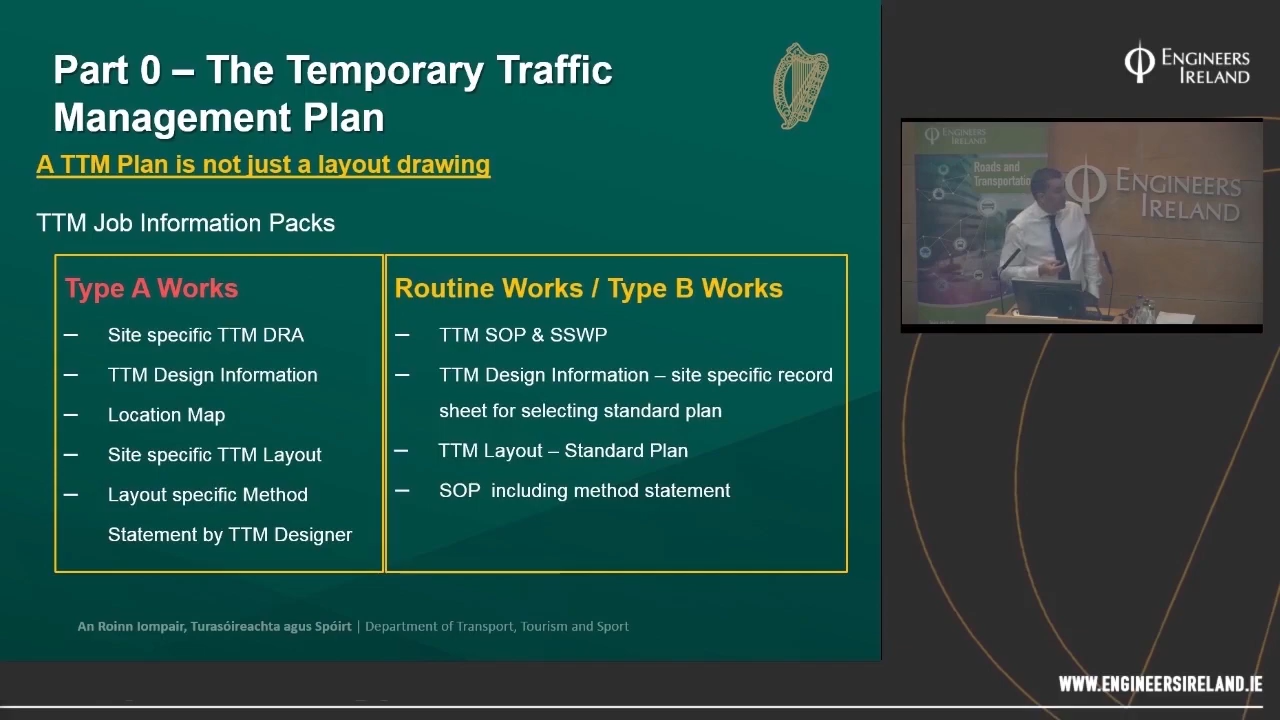 Part 0 – The Temporary Traffic
Management Plan
A TTM Plan is not just a layout drawing
TTM Job Information Packs
Type A Works
– Site specific TTM DRA
– TTM Design Information
– Location Map
– Site specific TTM Layout
– Layout specific Method
Statement by TTM Designer
Routine Works / Type B Works
– TTM SOP & SSWP
– TTM Design Information – site specific record
sheet for selecting standard plan
– TTM Layout – Standard Plan
– SOP including method statement
An Roinn Iompair, Turasóireachta agus Spóirt | Department of Transport, Tourism and Sport
ENGINEERS
IRELAND
ENGINEERS
IRELAND
Roads and
Transportatio
ENGINEERS
IRELAND
WWW.ENGINEERSIRELAND.IE